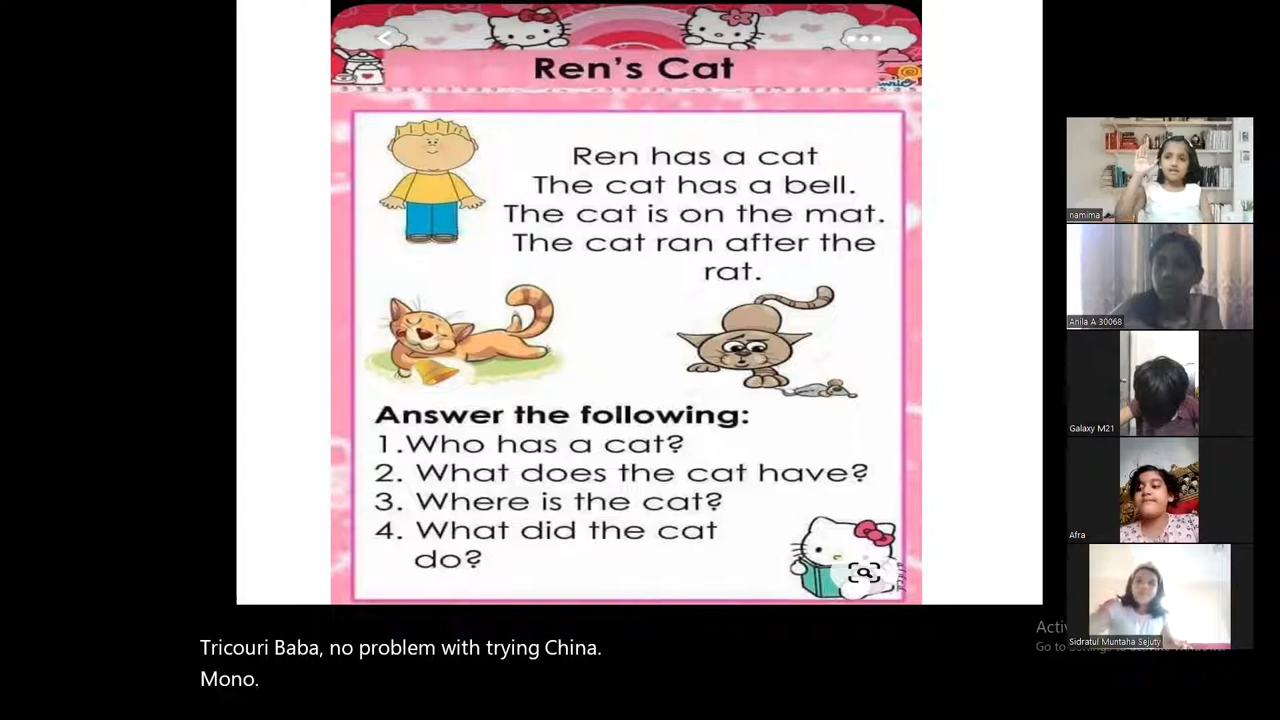 Ren's Cat
Ren has a cat
The cat has a bell.
The cat is on the mat.
The cat ran after the
rat.
Answer the following:
1.Who has a cat?
2. What does the cat have?
3. Where is the cat?
4. What did the cat
do?
namima
Anila A 30068
Galaxy M21
Afra
Sidratul Muntaha Sejuty
Tricouri Baba, no problem with trying China.
Mono.
Go to